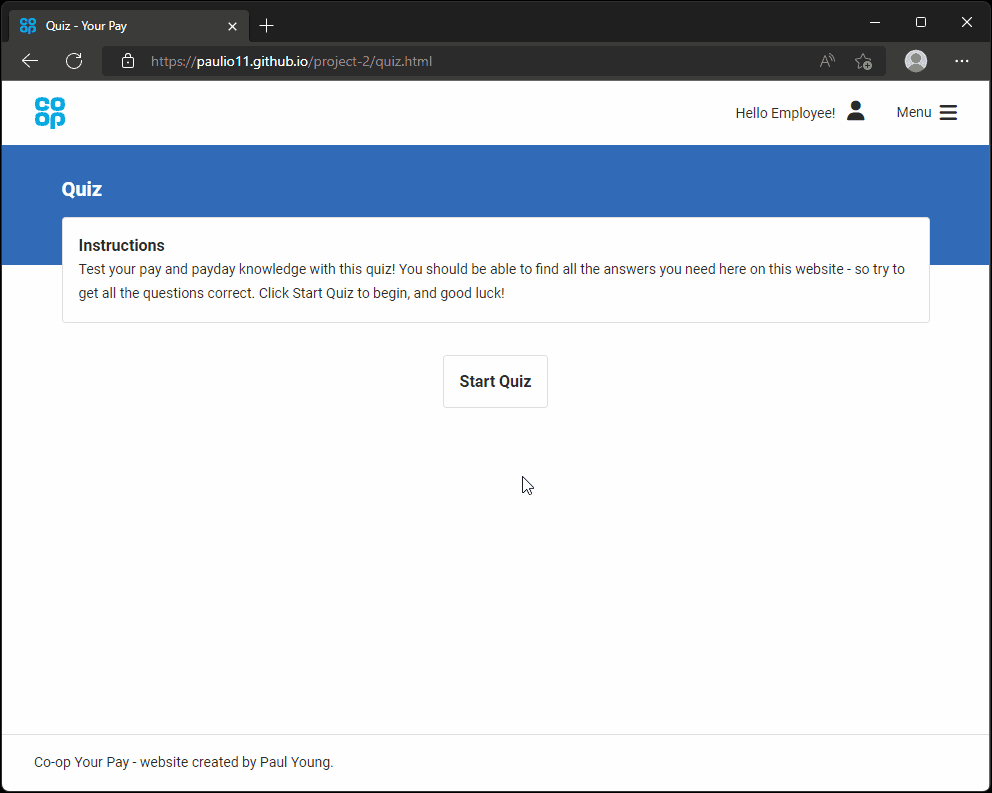 Quiz - Your Pay
https://paulio11.github.io/project-2/quiz.html
co
op
Hello Employee!
Menu
Quiz
Instructions
Test your pay and payday knowledge with this quiz! You should be able to find all the answers you need here on this website - so try to
get all the questions correct. Click Start Quiz to begin, and good luck!
Start Quiz
Co-op Your Pay - website created by Paul Young.